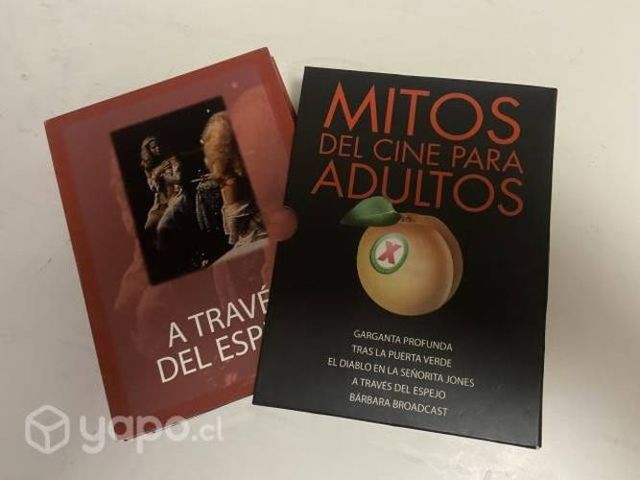 A TRAVÉ
DEL ESP
MITOS
DEL CINE PARA
ADULTOS
X
GARGANTA PROFUNDA
TRAS LA PUERTA VERDE
EL DIABLO EN LA SEÑORITA JONES
A TRAVÉS DEL ESPEJO
BÁRBARA BROADCAST
yapo.cl